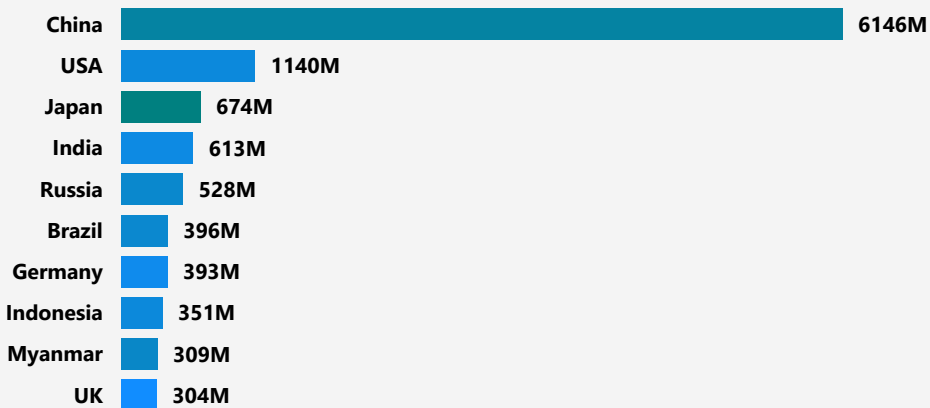 China 6146M
USA 1140M
Japan 674M
India 613M
Russia 528M
Brazil 396M
Germany 393M
Indonesia 351M
Myanmar 309M
UK 304M